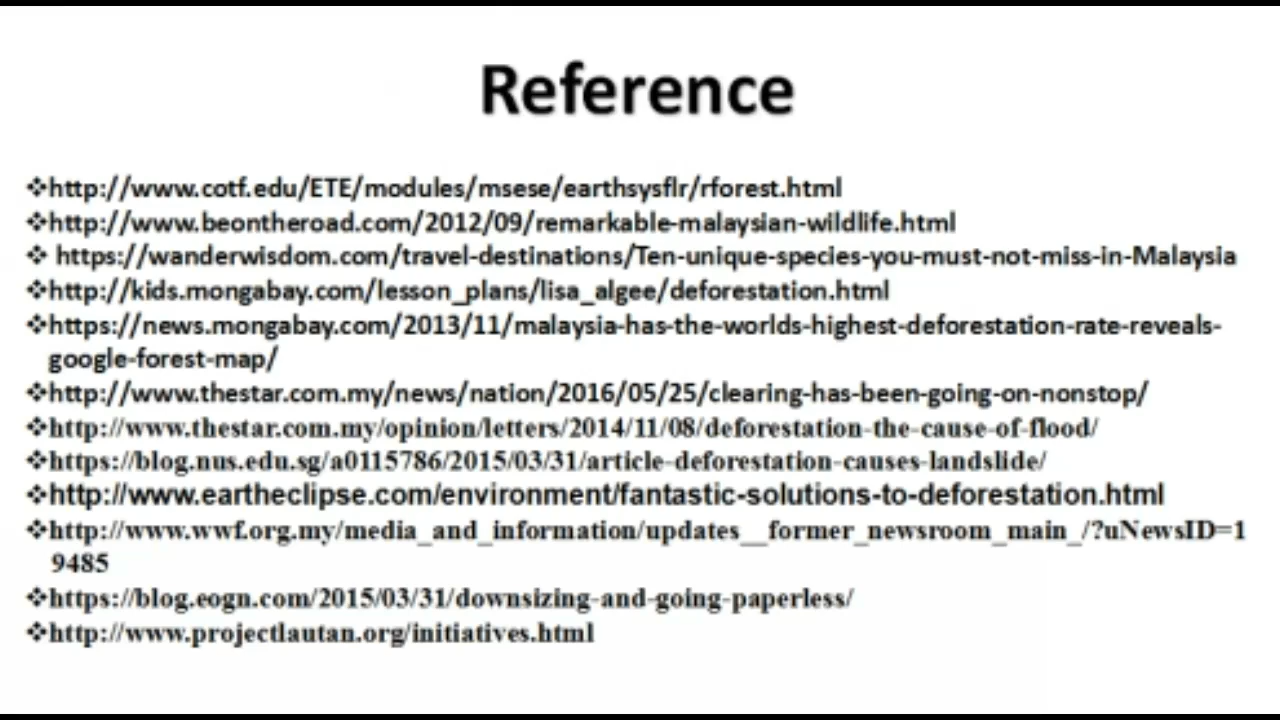 Reference
❖http://www.cotf.edu/ETE/modules/msese/earthsysflr/rforest.html
❖http://www.beontheroad.com/2012/09/remarkable-malaysian-wildlife.html
❖ https://wanderwisdom.com/travel-destinations/Ten-unique-species-you-must-not-miss-in-Malaysia
❖http://kids.mongabay.com/lesson_plans/lisa_algee/deforestation.html
❖https://news.mongabay.com/2013/11/malaysia-has-the-worlds-highest-deforestation-rate-reveals-
google-forest-map/
❖http://www.thestar.com.my/news/nation/2016/05/25/clearing-has-been-going-on-nonstop/
❖http://www.thestar.com.my/opinion/letters/2014/11/08/deforestation-the-cause-of-flood/
❖https://blog.nus.edu.sg/a0115786/2015/03/31/article-deforestation-causes-landslide/
❖http://www.eartheclipse.com/environment/fantastic-solutions-to-deforestation.html
❖http://www.wwf.org.my/media_and_information/updates__former_newsroom_main_/?uNewsID=1
9485
❖https://blog.eogn.com/2015/03/31/downsizing-and-going-paperless/
❖http://www.projectlautan.org/initiatives.html